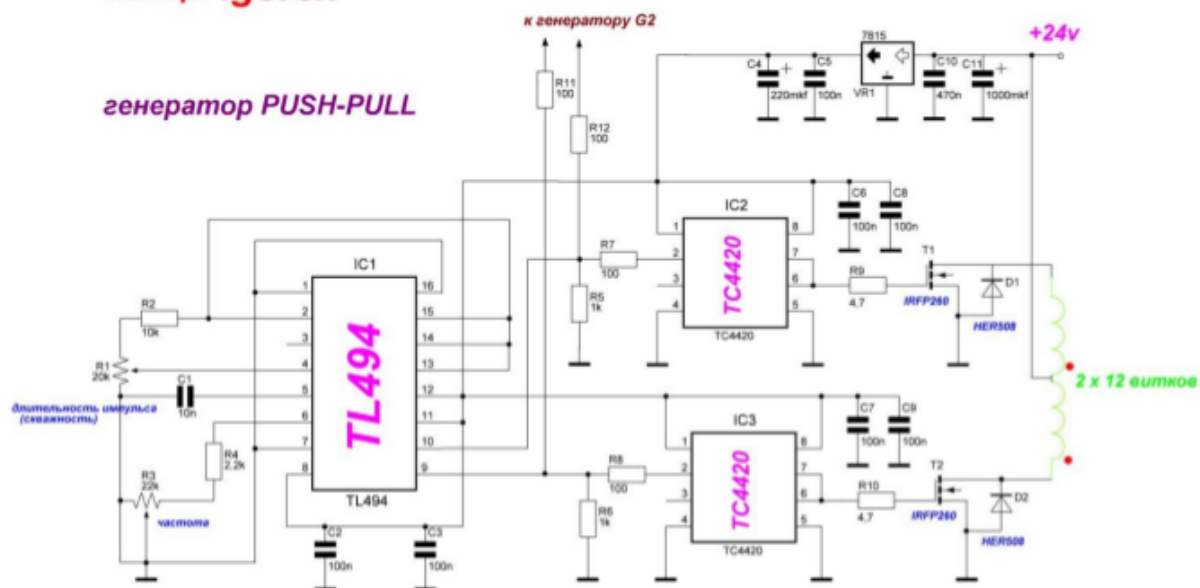 к генератору G2
+24v
генератор PUSH-PULL
7815
C4
220mkf
C5
100n
VR1
C10
470n
C11
1000mkf
R11
100
R12
100
C6
100n
C8
100n
IC2
TC4420
1
2
3
4
8
7
6
5
TC4420
R7
100
R5
1k
R9
4,7
T1
IRFP260
D1
HER508
IC1
TL494
1
2
3
4
5
6
7
8
16
15
14
13
12
11
10
9
TL494
R2
10k
R1
20k
C1
10n
длительность импульса
(скважность)
R4
2,2k
R3
22k
частота
C2
100n
C3
100n
2 x 12 витков
IC3
TC4420
1
2
3
4
8
7
6
5
TC4420
R8
100
R6
1k
C7
100n
C9
100n
R10
4,7
T2
IRFP260
D2
HER508